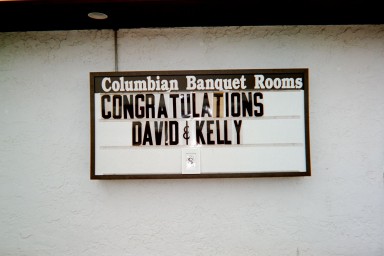 Columbian Banquet Rooms
CONGRATULATIONS
DAVID & KELLY